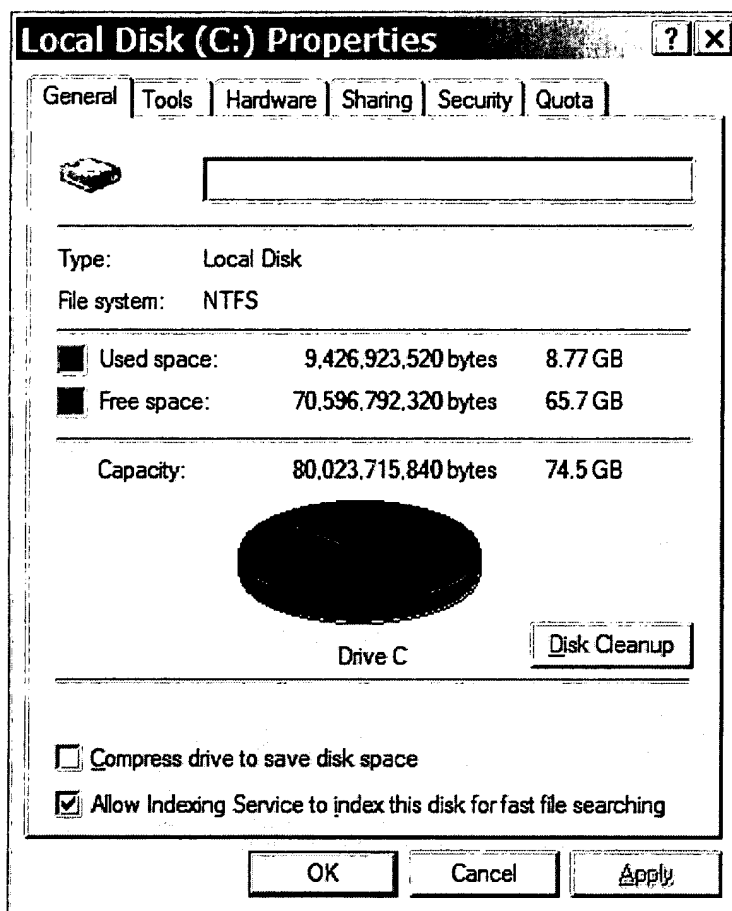 Local Disk (C:) Properties ? X
General Tools Hardware Sharing Security Quota
Type: Local Disk
File system: NTFS
Used space: 9,426,923,520 bytes 8.77 GB
Free space: 70,596,792,320 bytes 65.7 GB
Capacity: 80,023,715,840 bytes 74.5 GB
Drive C
Disk Cleanup
Compress drive to save disk space
Allow Indexing Service to index this disk for fast file searching
OK Cancel Apply